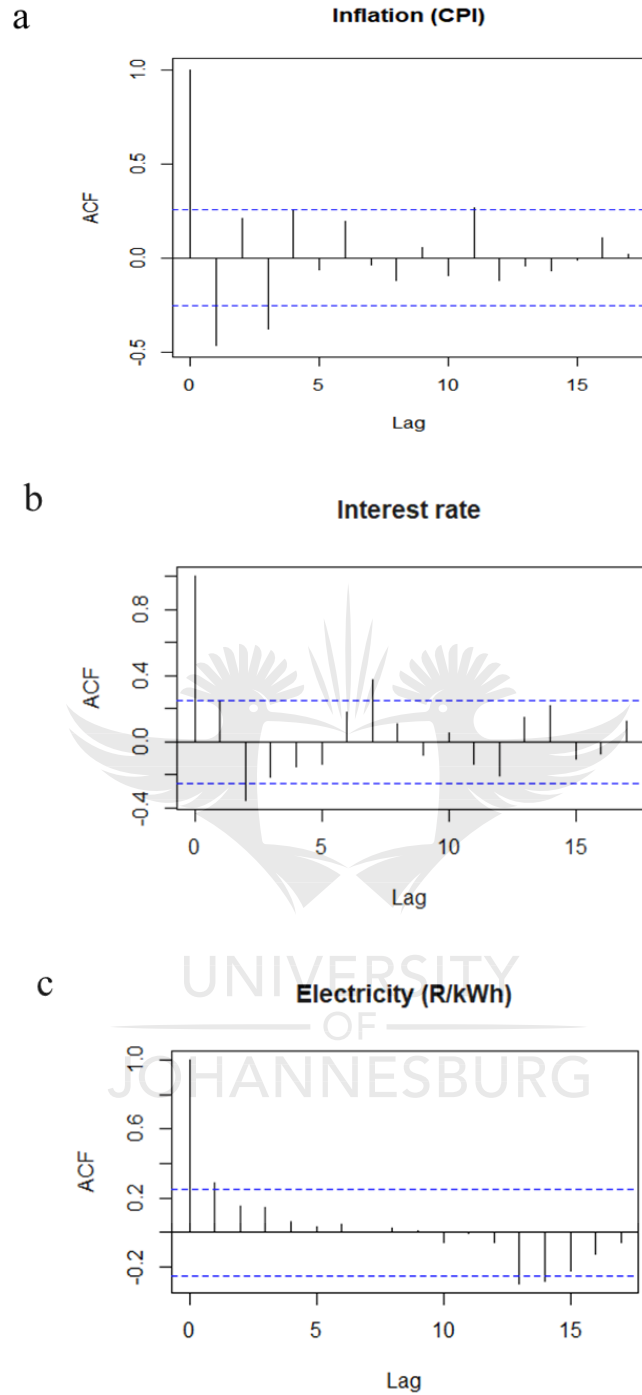 a
Inflation (CPI)
1.0
0.5
0.0
-0.5
ACF
0
5
10
15
Lag
b
Interest rate
0.8
0.4
0.0
-0.4
ACF
0
5
10
15
Lag
UNIVERSITY
OF
JOHANNESBURG
c
Electricity (R/kWh)
1.0
0.6
0.2
-0.2
ACF
0
5
10
15
Lag